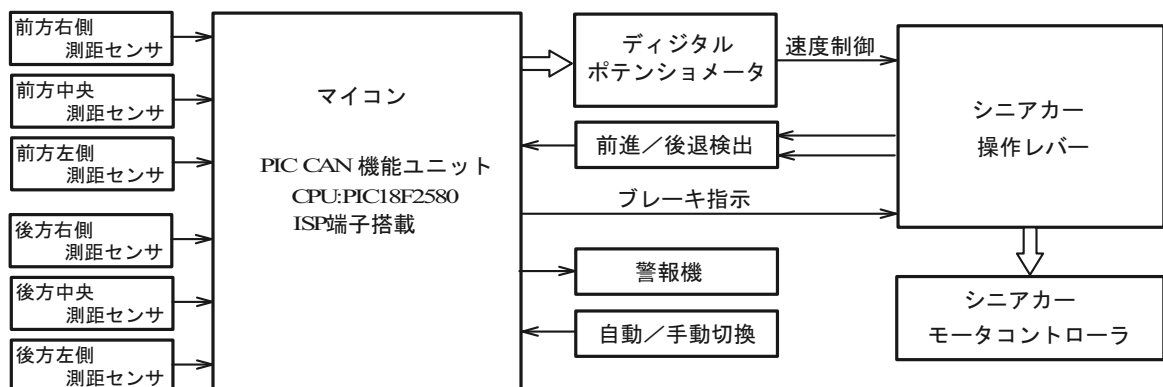 前方右側
測距センサ
前方中央
測距センサ
前方左側
測距センサ
後方右側
測距センサ
後方中央
測距センサ
後方左側
測距センサ
マイコン
PIC CAN 機能ユニット
CPU:PIC18F2580
ISP端子搭載
ディジタル
ポテンショメータ
速度制御
前進／後退検出
ブレーキ指示
警報機
自動／手動切換
シニアカー
操作レバー
シニアカー
モータコントローラ